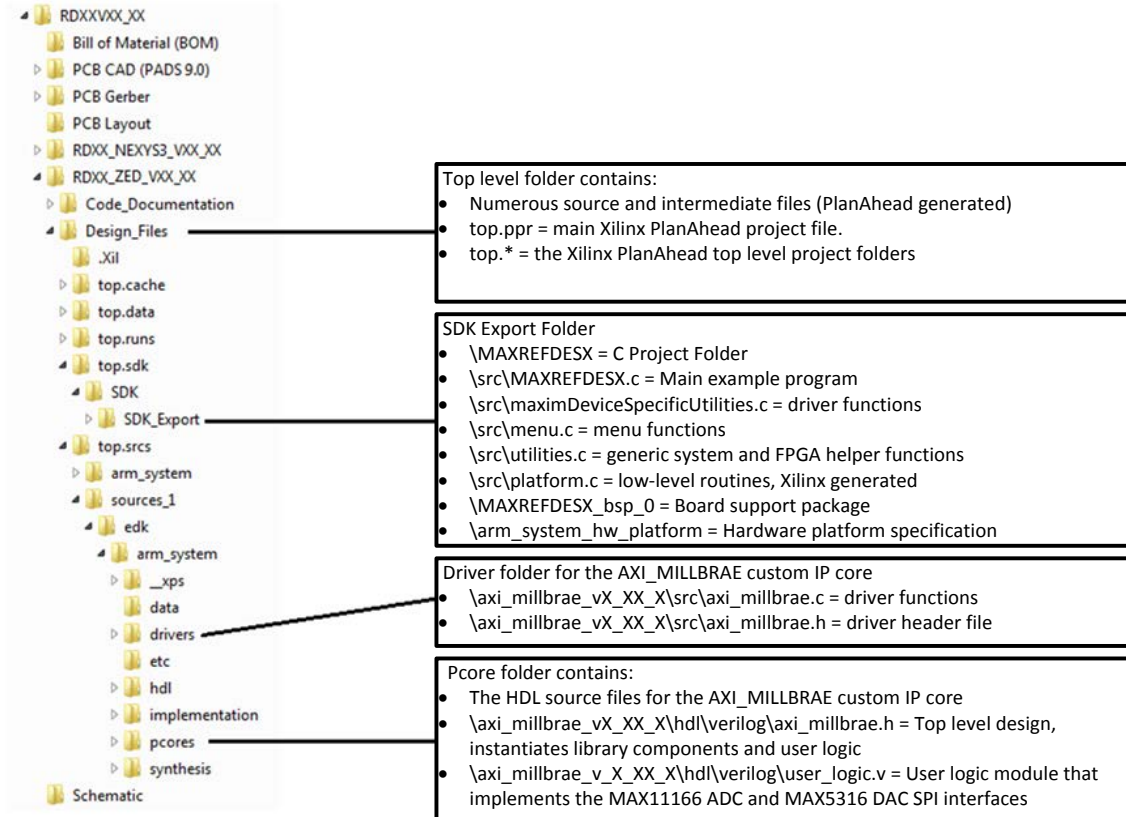 RDXXVXX_XX
Bill of Material (BOM)
PCB CAD (PADS 9.0)
PCB Gerber
PCB Layout
RDXX_NEXYS3_VXX_XX
RDXX_ZED_VXX_XX
Code_Documentation
Design_Files
.Xil
top.cache
top.data
top.runs
top.sdk
SDK
SDK_Export
top.srcs
arm_system
sources_1
edk
arm_system
__xps
data
drivers
etc
hdl
implementation
pcores
synthesis
Schematic
Top level folder contains:
• Numerous source and intermediate files (PlanAhead generated)
• top.ppr = main Xilinx PlanAhead project file.
• top.* = the Xilinx PlanAhead top level project folders
SDK Export Folder
• \MAXREFDESX = C Project Folder
• \src\MAXREFDESX.c = Main example program
• \src\maximDeviceSpecificUtilities.c = driver functions
• \src\menu.c = menu functions
• \src\utilities.c = generic system and FPGA helper functions
• \src\platform.c = low-level routines, Xilinx generated
• \MAXREFDESX_bsp_0 = Board support package
• \arm_system_hw_platform = Hardware platform specification
Driver folder for the AXI_MILLBRAE custom IP core
• \axi_millbrae_vX_XX_X\src\axi_millbrae.c = driver functions
• \axi_millbrae_vX_XX_X\src\axi_millbrae.h = driver header file
Pcore folder contains:
• The HDL source files for the AXI_MILLBRAE custom IP core
• \axi_millbrae_vX_XX_X\hdl\verilog\axi_millbrae.h = Top level design,
instantiates library components and user logic
• \axi_millbrae_v_X_XX_X\hdl\verilog\user_logic.v = User logic module that
implements the MAX11166 ADC and MAX5316 DAC SPI interfaces